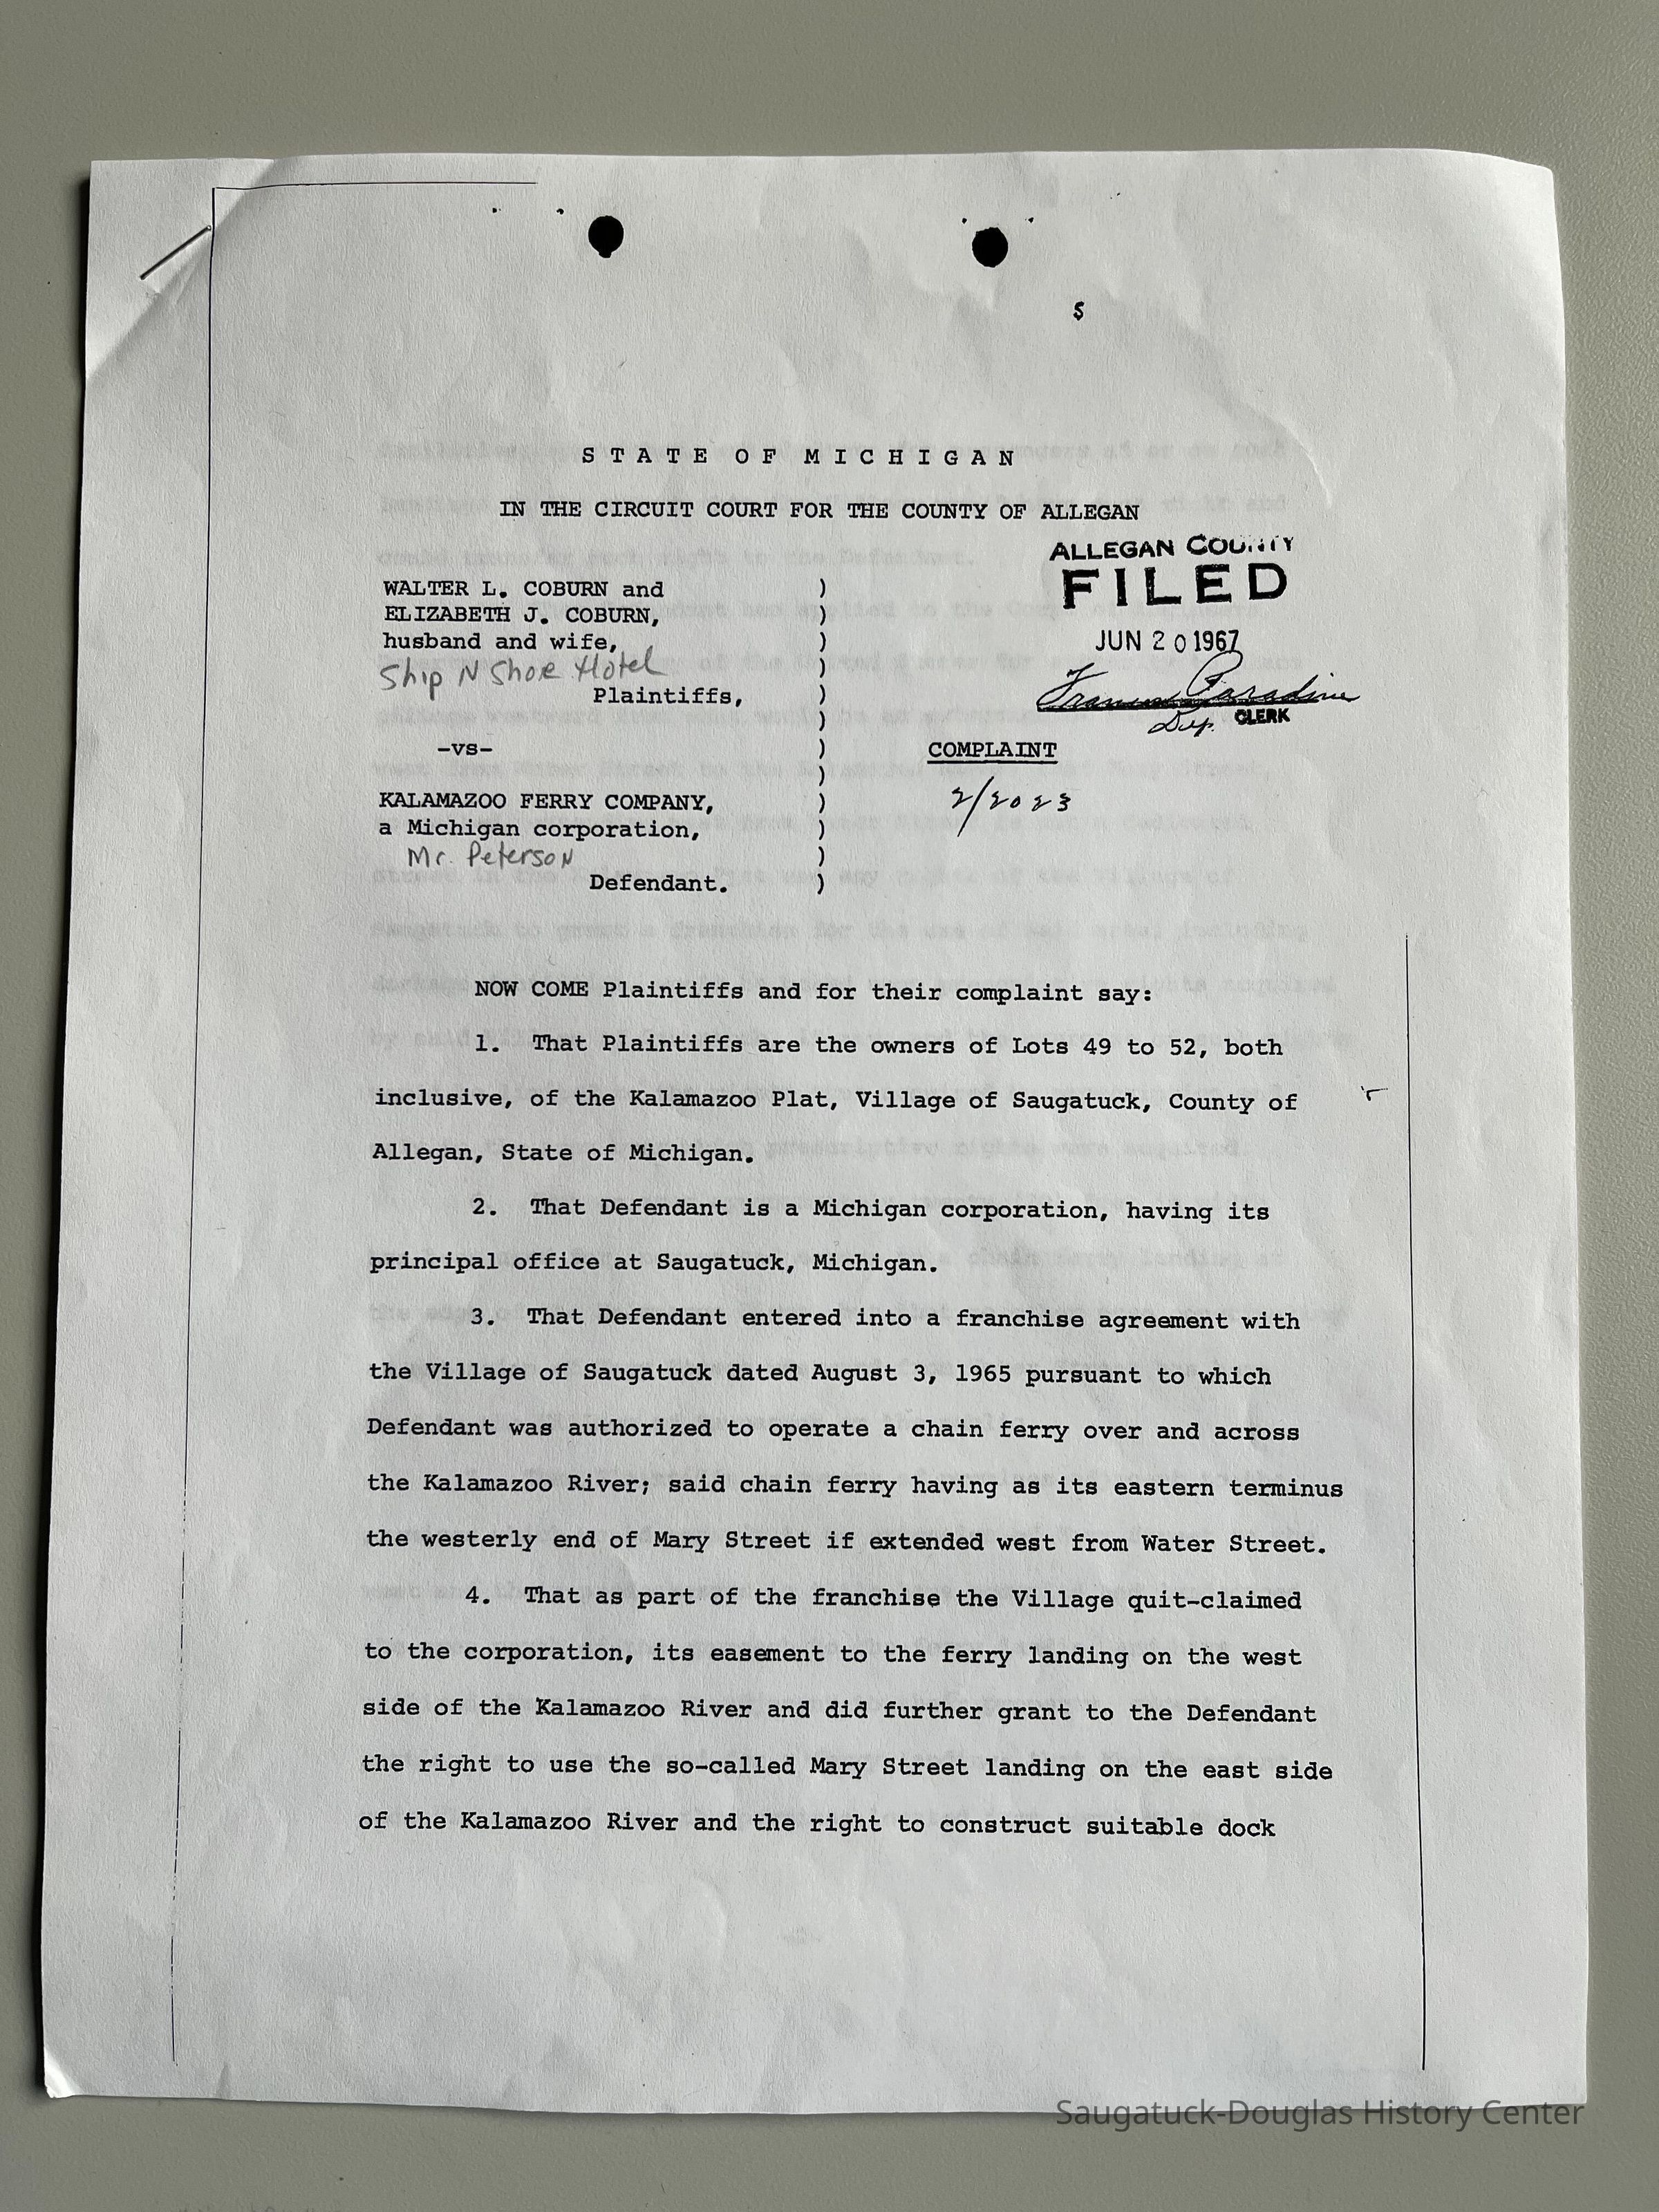 $
STATE OF MICHIGAN
IN THE CIRCUIT COURT FOR THE COUNTY OF ALLEGAN
ALLEGAN COUNTY
FILED
JUN 20 1967
Paradine
Dep. CLERK
WALTER L. COBURN and )
ELIZABETH J. COBURN, )
husband and wife, )
Ship N Shore Hotel )
Plaintiffs, )
)
-vs- ) COMPLAINT
)
KALAMAZOO FERRY COMPANY, )
a Michigan corporation, )
Mr. Peterson )
Defendant. )
NOW COME Plaintiffs and for their complaint say:
1. That Plaintiffs are the owners of Lots 49 to 52, both
inclusive, of the Kalamazoo Plat, Village of Saugatuck, County of
Allegan, State of Michigan.
2. That Defendant is a Michigan corporation, having its
principal office at Saugatuck, Michigan.
3. That Defendant entered into a franchise agreement with
the Village of Saugatuck dated August 3, 1965 pursuant to which
Defendant was authorized to operate a chain ferry over and across
the Kalamazoo River; said chain ferry having as its eastern terminus
the westerly end of Mary Street if extended west from Water Street.
4. That as part of the franchise the Village quit-claimed
to the corporation, its easement to the ferry landing on the west
side of the Kalamazoo River and did further grant to the Defendant
the right to use the so-called Mary Street landing on the east side
of the Kalamazoo River and the right to construct suitable dock
Saugatuck-Douglas History Center